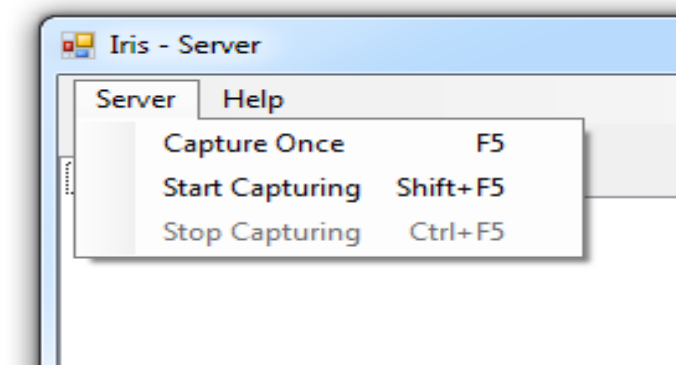 Iris - Server
Server Help
Capture Once F5
Start Capturing Shift+F5
Stop Capturing Ctrl+F5